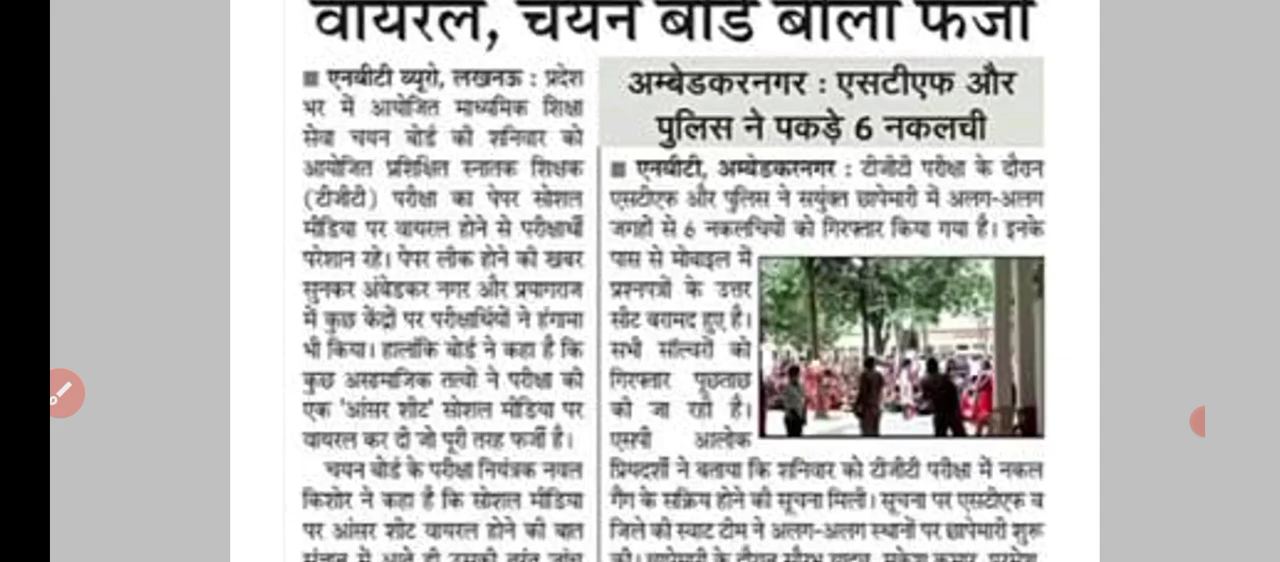 वायरल, चयन बोर्ड बोला फर्जी
■ एनबीटी ब्यूरो, लखनऊ : प्रदेश
भर में आयोजित माध्यमिक शिक्षा
सेवा चयन बोर्ड की शनिवार को
आयोजित प्रशिक्षित स्नातक शिक्षक
(टीजीटी) परीक्षा का पेपर सोशल
मीडिया पर वायरल होने से परीक्षार्थी
परेशान रहे। पेपर लीक होने की खबर
सुनकर अंबेडकर नगर और प्रयागराज
में कुछ केंद्रों पर परीक्षार्थियों ने हंगामा
भी किया। हालांकि बोर्ड ने कहा है कि
कुछ असामाजिक तत्वों ने परीक्षा की
एक 'आंसर शीट' सोशल मीडिया पर
वायरल कर दी जो पूरी तरह फर्जी है।
चयन बोर्ड के परीक्षा नियंत्रक नवल
किशोर ने कहा है कि सोशल मीडिया
पर आंसर शीट वायरल होने की बात
अम्बेडकरनगर : एसटीएफ और
पुलिस ने पकड़े 6 नकलची
■ एनबीटी, अम्बेडकरनगर : टीजीटी परीक्षा के दौरान
एसटीएफ और पुलिस ने सयुंक्त छापेमारी में अलग-अलग
जगहों से 6 नकलचियों को गिरफ्तार किया गया है। इनके
पास से मोबाइल में
प्रश्नपत्रों के उत्तर
सीट बरामद हुए है।
सभी सॉल्वरों को
गिरफ्तार पूछताछ
की जा रही है।
एसपी आलोक
प्रियदर्शी ने बताया कि शनिवार को टीजीटी परीक्षा में नकल
गैंग के सक्रिय होने की सूचना मिली। सूचना पर एसटीएफ व
जिले की स्वाट टीम ने अलग-अलग स्थानों पर छापेमारी शुरू